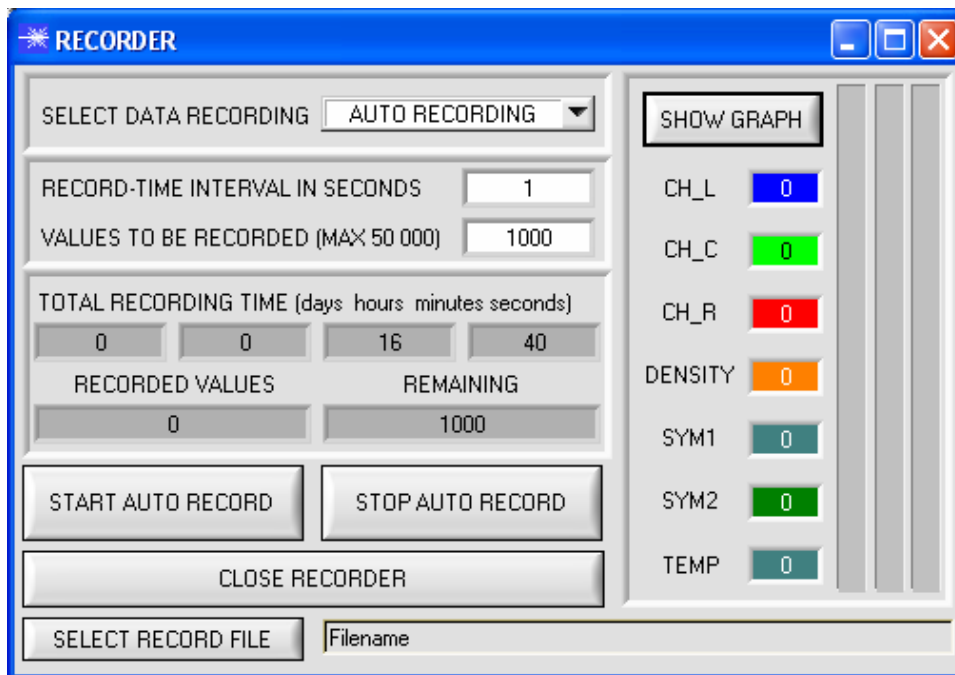 RECORDER
SELECT DATA RECORDING AUTO RECORDING
RECORD-TIME INTERVAL IN SECONDS 1
VALUES TO BE RECORDED (MAX 50 000) 1000
TOTAL RECORDING TIME (days hours minutes seconds)
0 0 16 40
RECORDED VALUES REMAINING
0 1000
START AUTO RECORD STOP AUTO RECORD
CLOSE RECORDER
SELECT RECORD FILE Filename
SHOW GRAPH
CH_L 0
CH_C 0
CH_R 0
DENSITY 0
SYM1 0
SYM2 0
TEMP 0